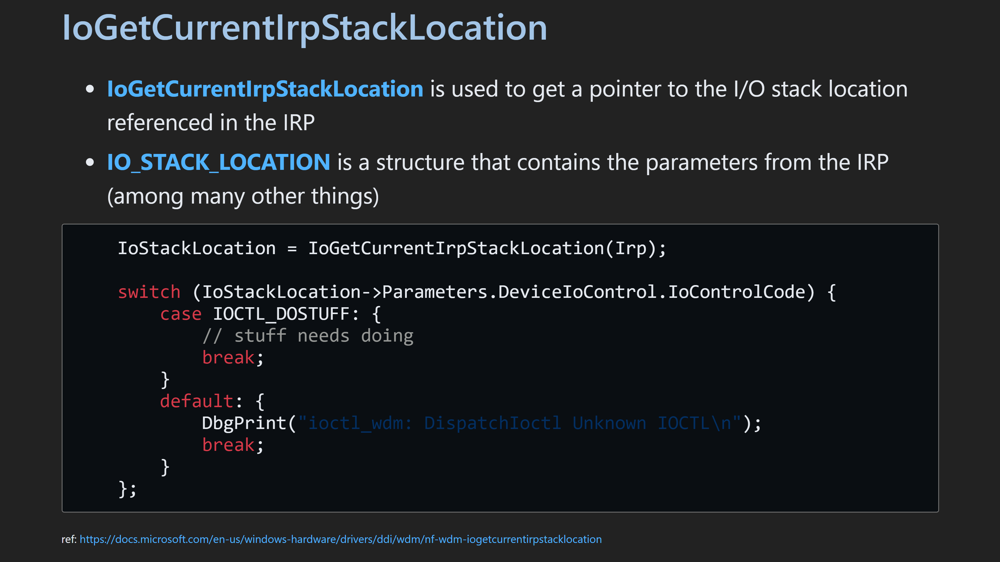 IoGetCurrentIrpStackLocation
• IoGetCurrentIrpStackLocation is used to get a pointer to the I/O stack location
referenced in the IRP
• IO_STACK_LOCATION is a structure that contains the parameters from the IRP
(among many other things)
IoStackLocation = IoGetCurrentIrpStackLocation(Irp);

switch (IoStackLocation->Parameters.DeviceIoControl.IoControlCode) {
    case IOCTL_DOSTUFF: {
        // stuff needs doing
        break;
    }
    default: {
        DbgPrint("ioctl_wdm: DispatchIoctl Unknown IOCTL\n");
        break;
    }
};
ref: https://docs.microsoft.com/en-us/windows-hardware/drivers/ddi/wdm/nf-wdm-iogetcurrentirpstacklocation